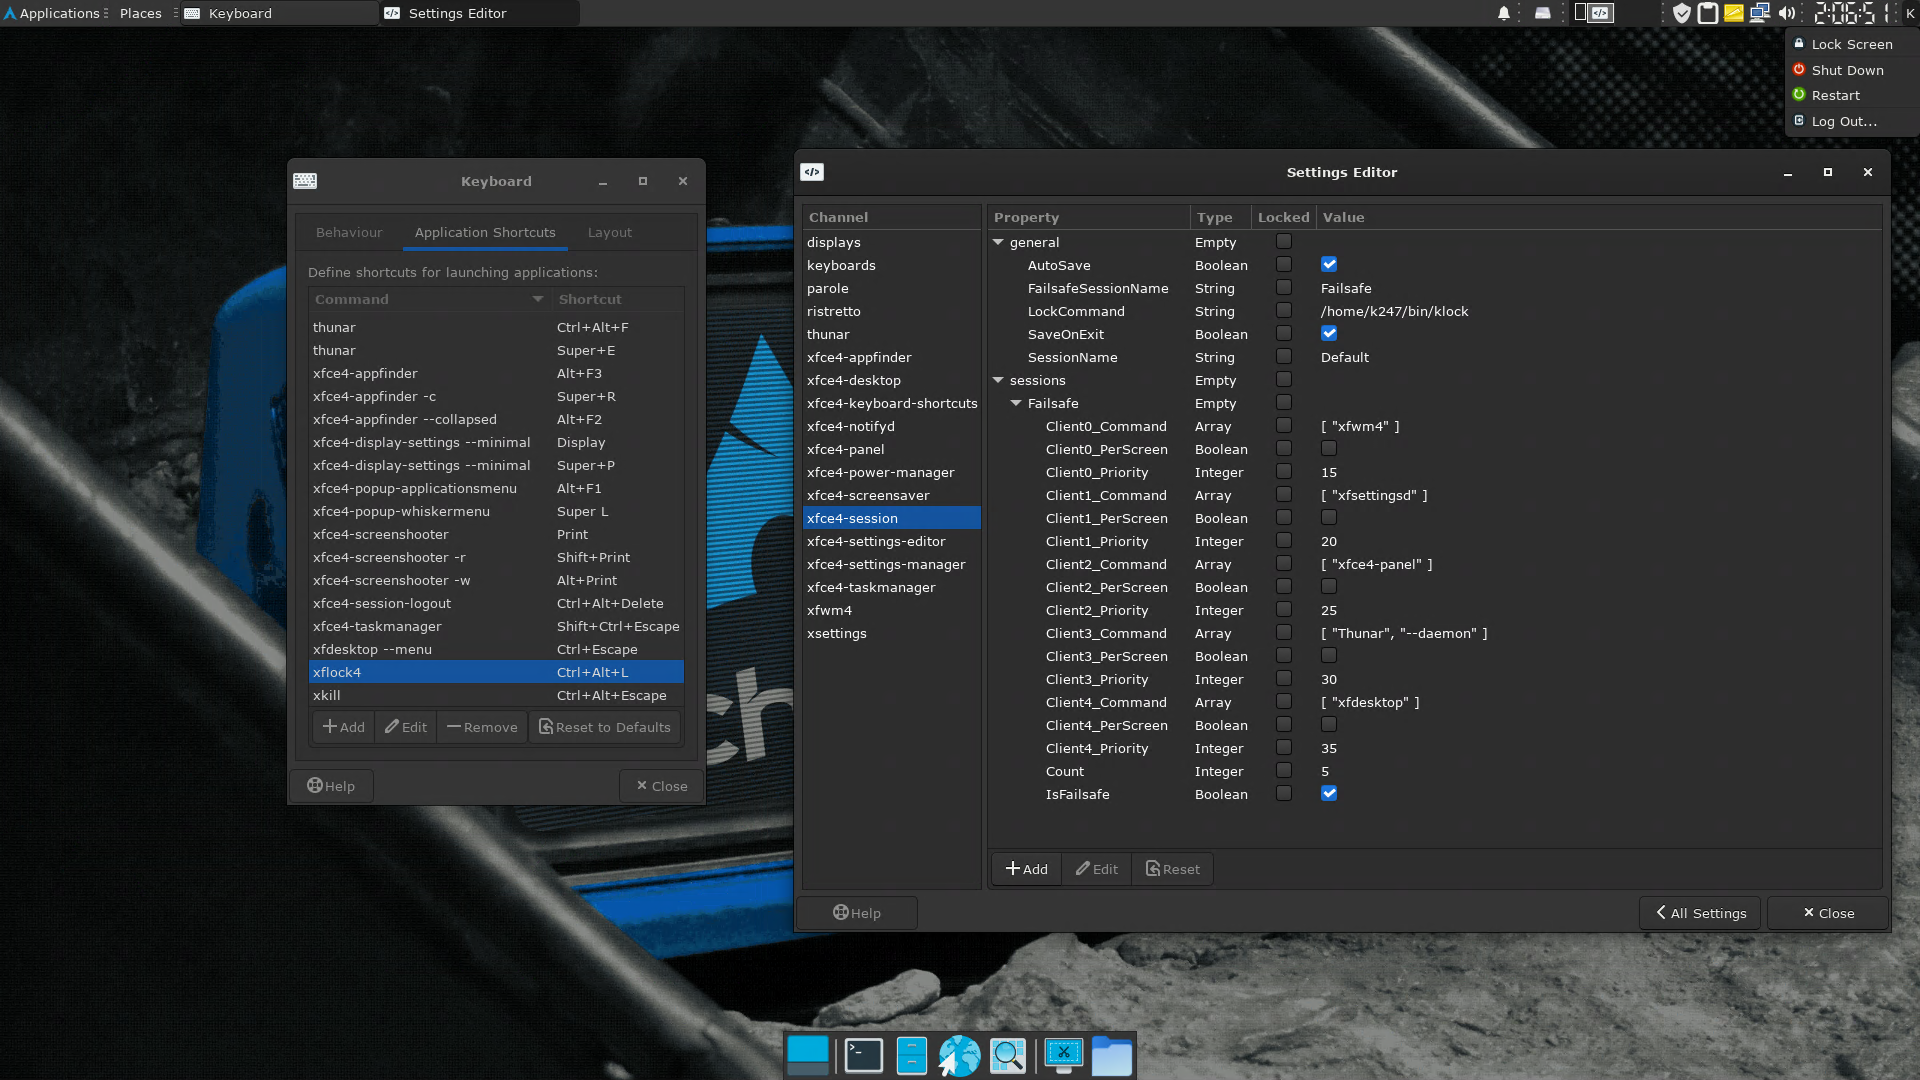 Applications Places Keyboard Settings Editor 2:06:51 K
Lock Screen
Shut Down
Restart
Log Out...
Keyboard
Behaviour Application Shortcuts Layout
Define shortcuts for launching applications:
Command Shortcut
thunar Ctrl+Alt+F
thunar Super+E
xfce4-appfinder Alt+F3
xfce4-appfinder -c Super+R
xfce4-appfinder --collapsed Alt+F2
xfce4-display-settings --minimal Display
xfce4-display-settings --minimal Super+P
xfce4-popup-applicationsmenu Alt+F1
xfce4-popup-whiskermenu Super L
xfce4-screenshooter Print
xfce4-screenshooter -r Shift+Print
xfce4-screenshooter -w Alt+Print
xfce4-session-logout Ctrl+Alt+Delete
xfce4-taskmanager Shift+Ctrl+Escape
xfdesktop --menu Ctrl+Escape
xflock4 Ctrl+Alt+L
xkill Ctrl+Alt+Escape
Add Edit Remove Reset to Defaults
Help Close
ch
Settings Editor
Channel
displays
keyboards
parole
ristretto
thunar
xfce4-appfinder
xfce4-desktop
xfce4-keyboard-shortcuts
xfce4-notifyd
xfce4-panel
xfce4-power-manager
xfce4-screensaver
xfce4-session
xfce4-settings-editor
xfce4-settings-manager
xfce4-taskmanager
xfwm4
xsettings
Property Type Locked Value
general Empty
AutoSave Boolean
FailsafeSessionName String Failsafe
LockCommand String /home/k247/bin/klock
SaveOnExit Boolean
SessionName String Default
sessions Empty
Failsafe Empty
Client0_Command Array [ "xfwm4" ]
Client0_PerScreen Boolean
Client0_Priority Integer 15
Client1_Command Array [ "xfsettingsd" ]
Client1_PerScreen Boolean
Client1_Priority Integer 20
Client2_Command Array [ "xfce4-panel" ]
Client2_PerScreen Boolean
Client2_Priority Integer 25
Client3_Command Array [ "Thunar", "--daemon" ]
Client3_PerScreen Boolean
Client3_Priority Integer 30
Client4_Command Array [ "xfdesktop" ]
Client4_PerScreen Boolean
Client4_Priority Integer 35
Count Integer 5
IsFailsafe Boolean
Add Edit Reset
Help All Settings Close